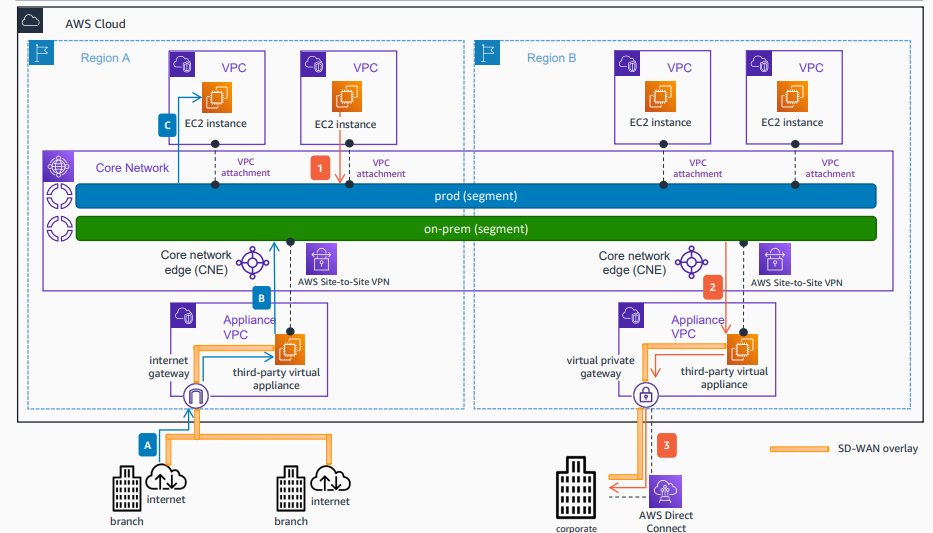 AWS Cloud
Region A
Region B
VPC
VPC
VPC
VPC
EC2 instance
EC2 instance
EC2 instance
EC2 instance
C
1
Core Network
VPC
attachment
VPC
attachment
VPC
attachment
VPC
attachment
prod (segment)
on-prem (segment)
Core network
edge (CNE)
AWS Site-to-Site VPN
Core network
edge (CNE)
AWS Site-to-Site VPN
B
2
Appliance
VPC
Appliance
VPC
internet
gateway
third-party virtual
appliance
virtual private
gateway
third-party virtual
appliance
A
3
SD-WAN overlay
internet
internet
branch
branch
corporate
AWS Direct
Connect